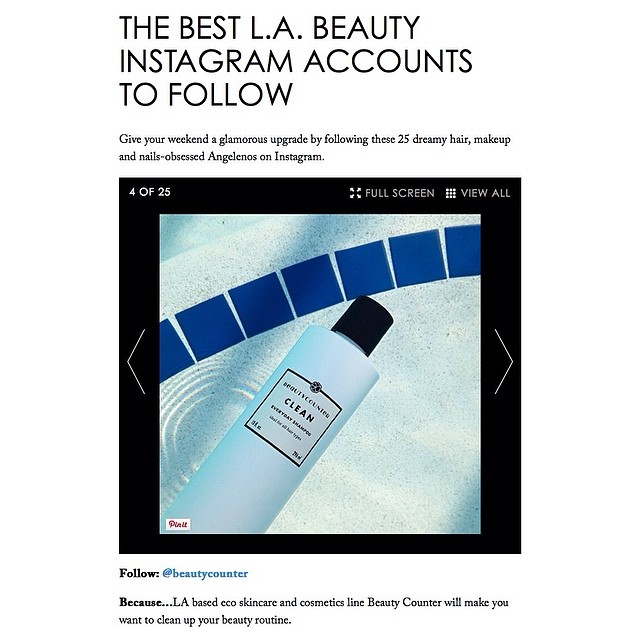 THE BEST L.A. BEAUTY
INSTAGRAM ACCOUNTS
TO FOLLOW
Give your weekend a glamorous upgrade by following these 25 dreamy hair, makeup
and nails-obsessed Angelenos on Instagram.
4 OF 25
FULL SCREEN
VIEW ALL
BEAUTYCOUNTER
CLEAN
EVERYDAY SHAMPOO
ideal for all hair types
Pin it
Follow: @beautycounter
Because...LA based eco skincare and cosmetics line Beauty Counter will make you
want to clean up your beauty routine.